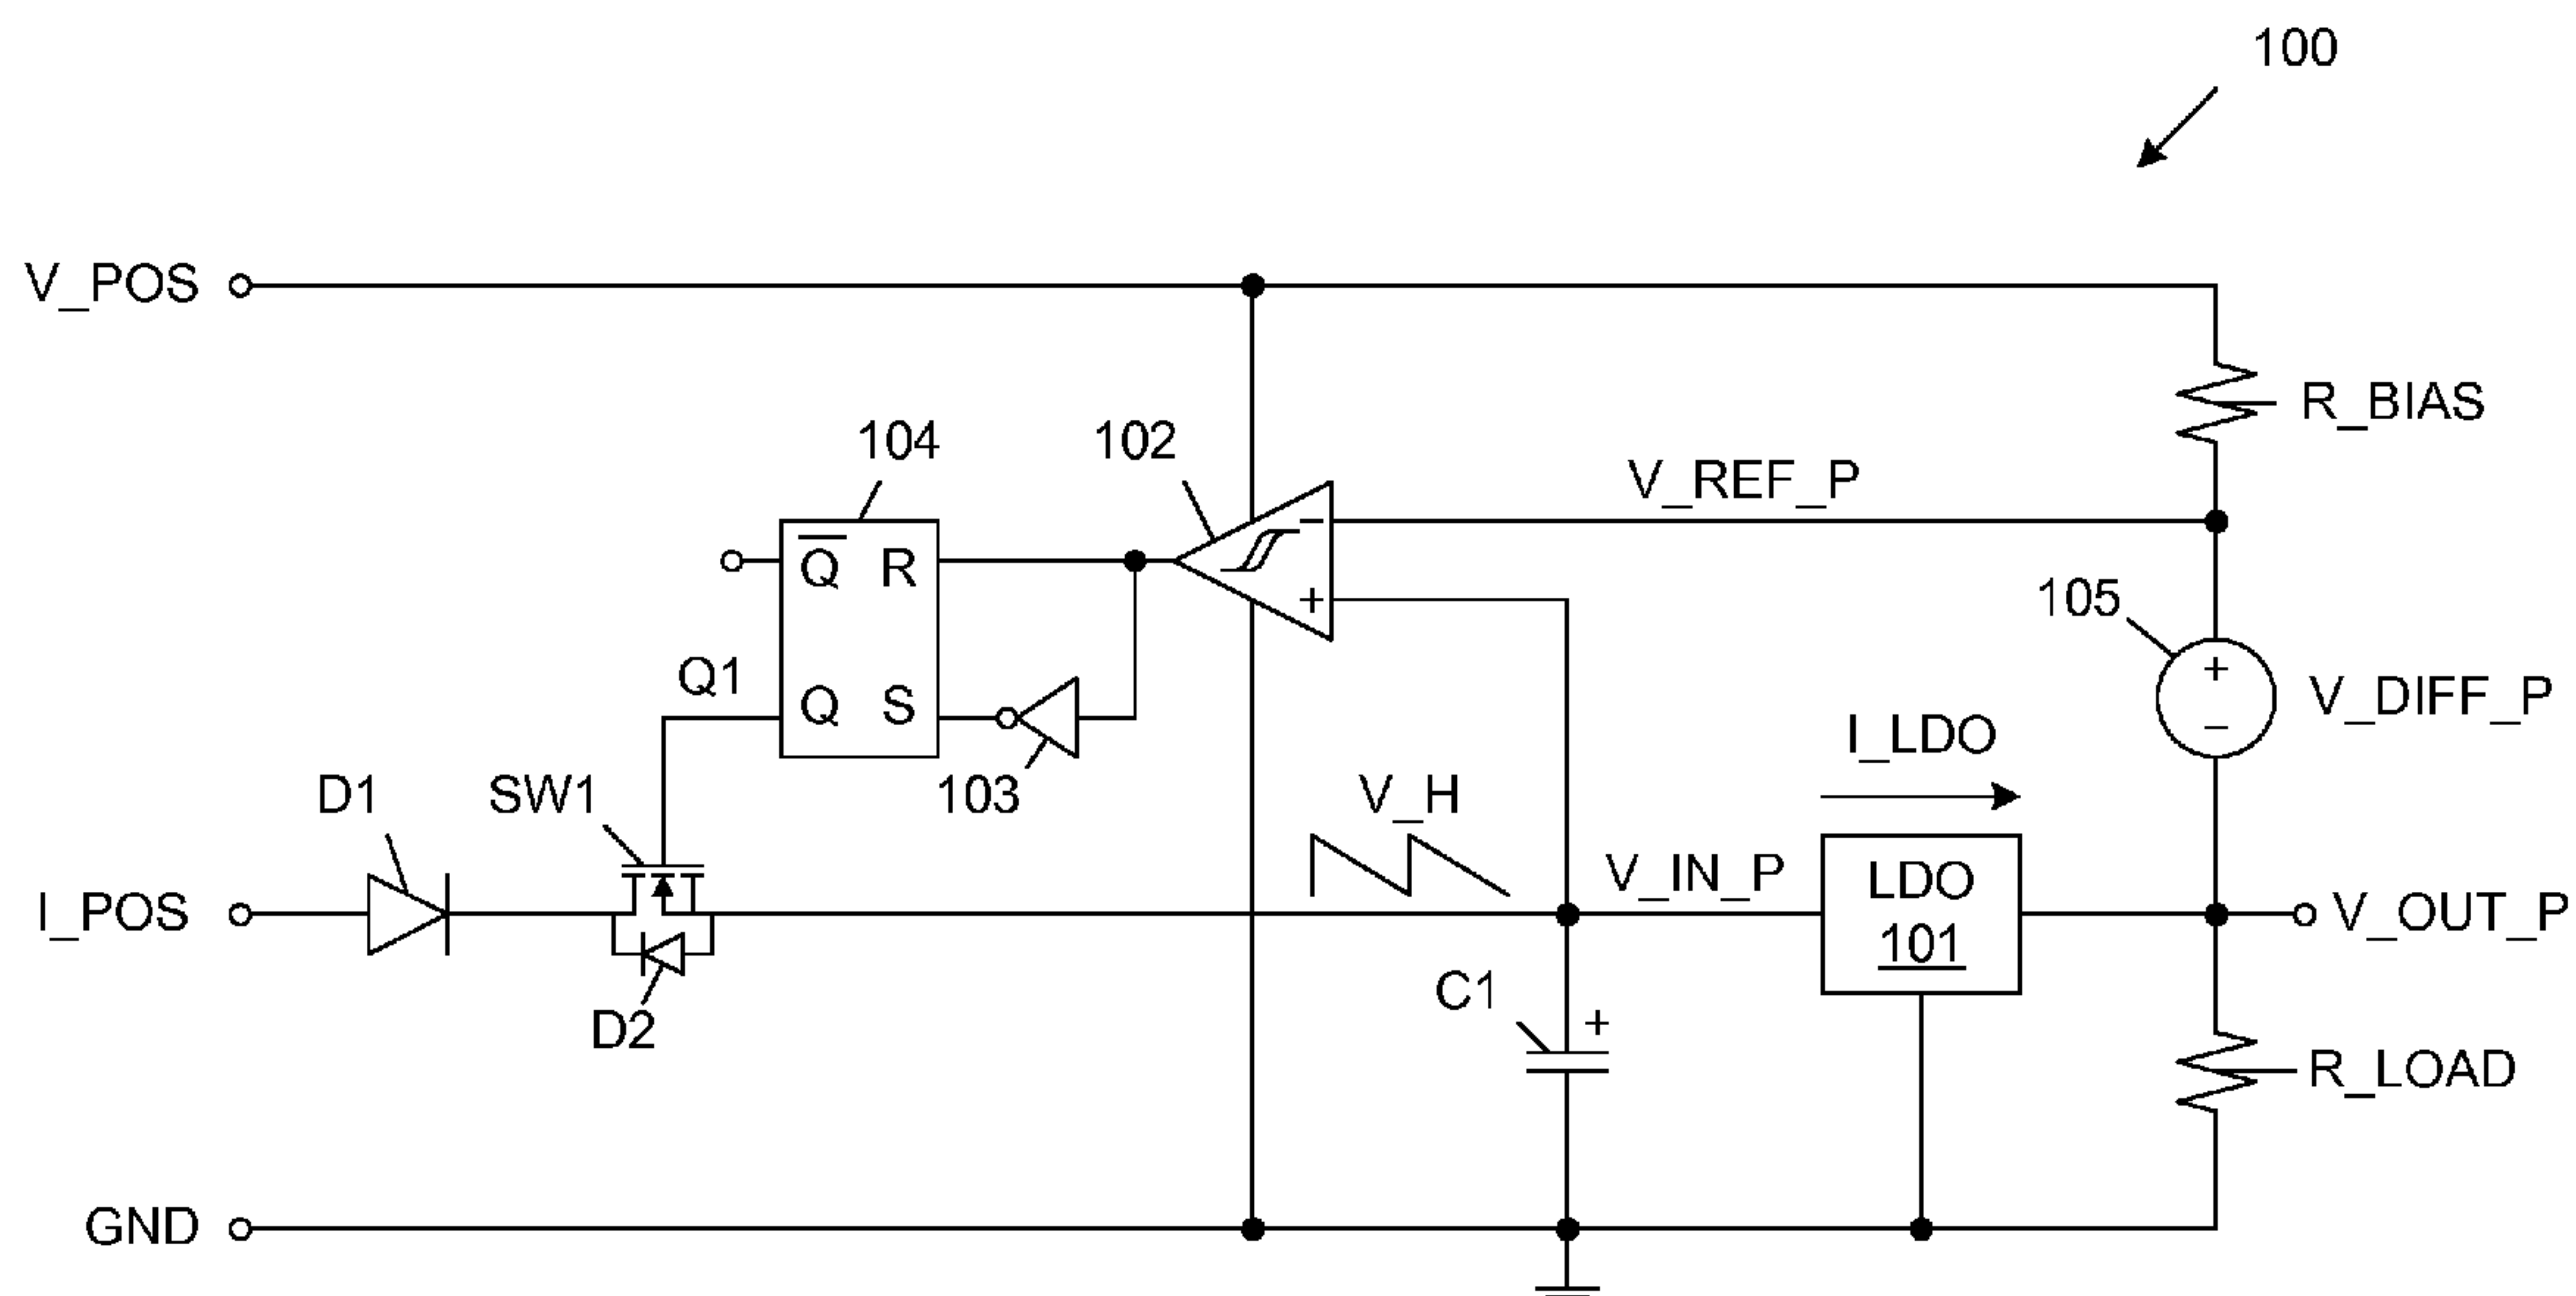 100
V_POS
R_BIAS
104
102
V_REF_P
Q R
−
+
105
Q1
Q S
+
−
V_DIFF_P
I_LDO
D1
SW1
103
V_H
V_IN_P
LDO
101
I_POS
V_OUT_P
C1
+
D2
R_LOAD
GND